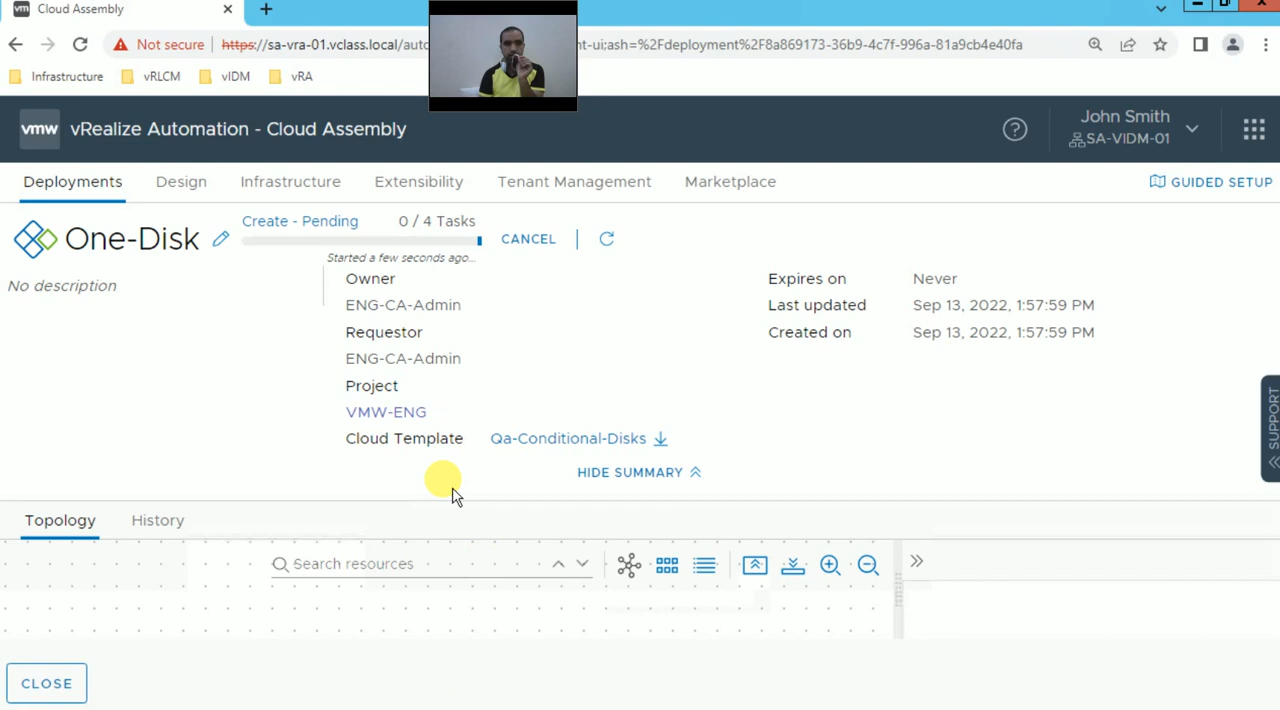 vm Cloud Assembly
Not secure https://sa-vra-01.vclass.local/auto nt-ui;ash=%2Fdeployment%2F8a869173-36b9-4c7f-996a-81a9cb4e40fa
Infrastructure vRLCM vIDM vRA
vmw vRealize Automation - Cloud Assembly
John Smith
SA-VIDM-01
Deployments Design Infrastructure Extensibility Tenant Management Marketplace GUIDED SETUP
One-Disk Create - Pending 0 / 4 Tasks CANCEL
Started a few seconds ago...
No description
Owner
ENG-CA-Admin
Requestor
ENG-CA-Admin
Project
VMW-ENG
Cloud Template Qa-Conditional-Disks
Expires on Never
Last updated Sep 13, 2022, 1:57:59 PM
Created on Sep 13, 2022, 1:57:59 PM
HIDE SUMMARY
SUPPORT
Topology History
Search resources
CLOSE